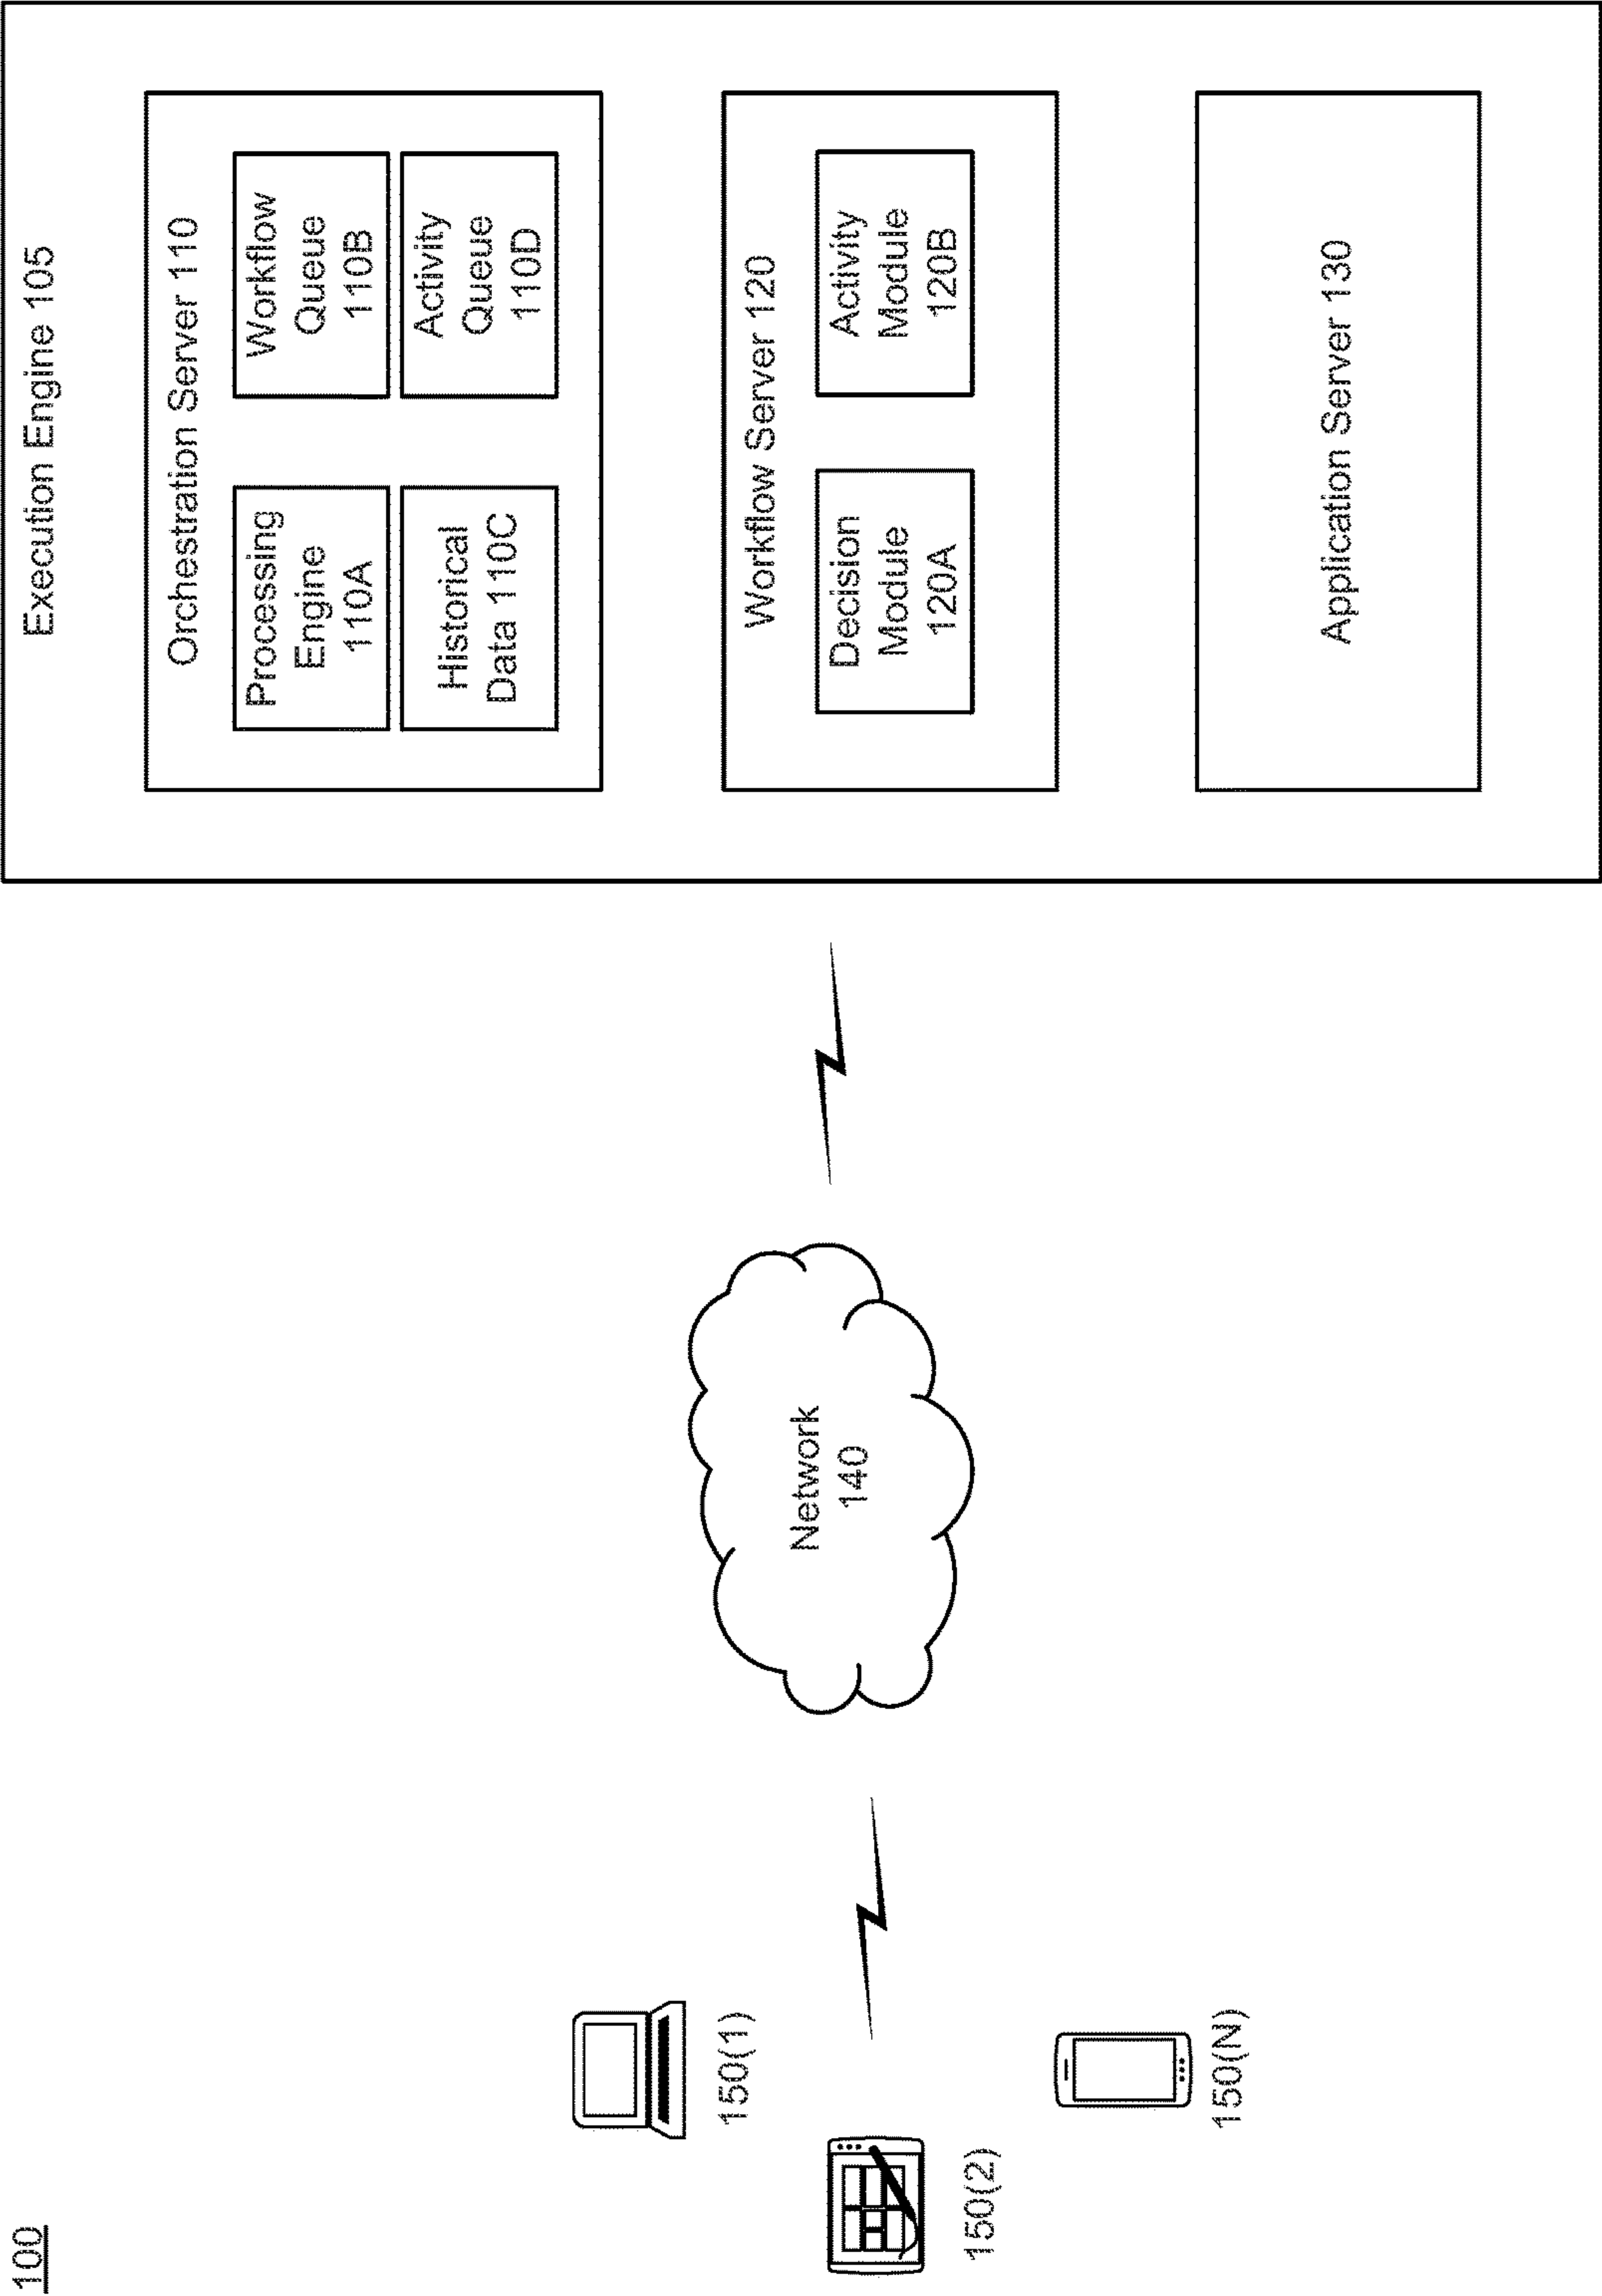 100
150(1)
150(2)
150(N)
Network
140
Execution Engine 105
Orchestration Server 110
Processing
Engine
110A
Workflow
Queue
110B
Historical
Data 110C
Activity
Queue
110D
Workflow Server 120
Decision
Module
120A
Activity
Module
120B
Application Server 130